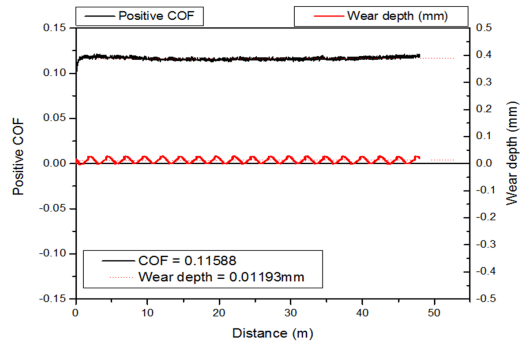 Positive COF
Wear depth (mm)
0.15
0.10
0.05
0.00
-0.05
-0.10
-0.15
Positive COF
0.5
0.4
0.3
0.2
0.1
0.0
-0.1
-0.2
-0.3
-0.4
-0.5
Wear depth (mm)
COF = 0.11588
Wear depth = 0.01193mm
0 10 20 30 40 50
Distance (m)